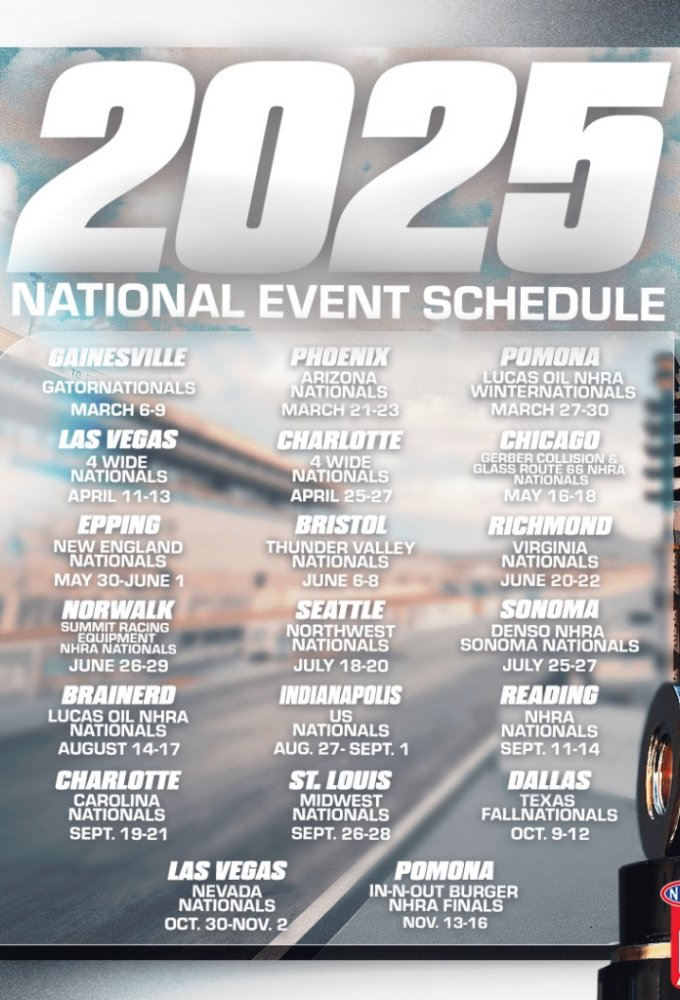 2025
NATIONAL EVENT SCHEDULE
GAINESVILLE
GATORNATIONALS
MARCH 6-9
PHOENIX
ARIZONA
NATIONALS
MARCH 21-23
POMONA
LUCAS OIL NHRA
WINTERNATIONALS
MARCH 27-30
LAS VEGAS
4 WIDE
NATIONALS
APRIL 11-13
CHARLOTTE
4 WIDE
NATIONALS
APRIL 25-27
CHICAGO
GERBER COLLISION &
GLASS ROUTE 66 NHRA
NATIONALS
MAY 16-18
EPPING
NEW ENGLAND
NATIONALS
MAY 30-JUNE 1
BRISTOL
THUNDER VALLEY
NATIONALS
JUNE 6-8
RICHMOND
VIRGINIA
NATIONALS
JUNE 20-22
NORWALK
SUMMIT RACING
EQUIPMENT
NHRA NATIONALS
JUNE 26-29
SEATTLE
NORTHWEST
NATIONALS
JULY 18-20
SONOMA
DENSO NHRA
SONOMA NATIONALS
JULY 25-27
BRAINERD
LUCAS OIL NHRA
NATIONALS
AUGUST 14-17
INDIANAPOLIS
US
NATIONALS
AUG. 27- SEPT. 1
READING
NHRA
NATIONALS
SEPT. 11-14
CHARLOTTE
CAROLINA
NATIONALS
SEPT. 19-21
ST. LOUIS
MIDWEST
NATIONALS
SEPT. 26-28
DALLAS
TEXAS
FALLNATIONALS
OCT. 9-12
LAS VEGAS
NEVADA
NATIONALS
OCT. 30-NOV. 2
POMONA
IN-N-OUT BURGER
NHRA FINALS
NOV. 13-16